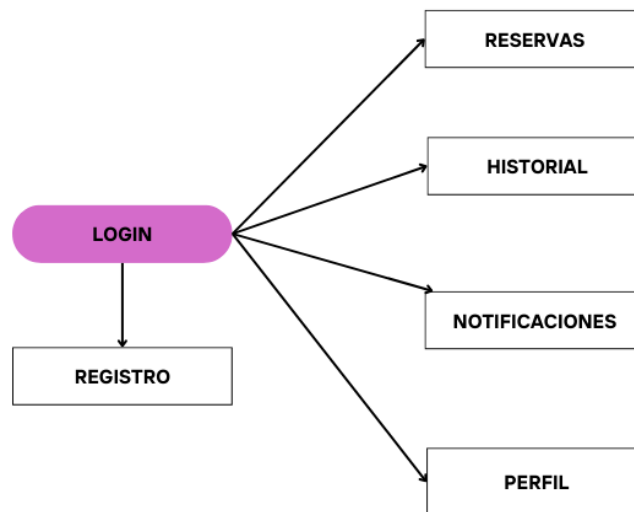 RESERVAS
HISTORIAL
LOGIN
NOTIFICACIONES
REGISTRO
PERFIL